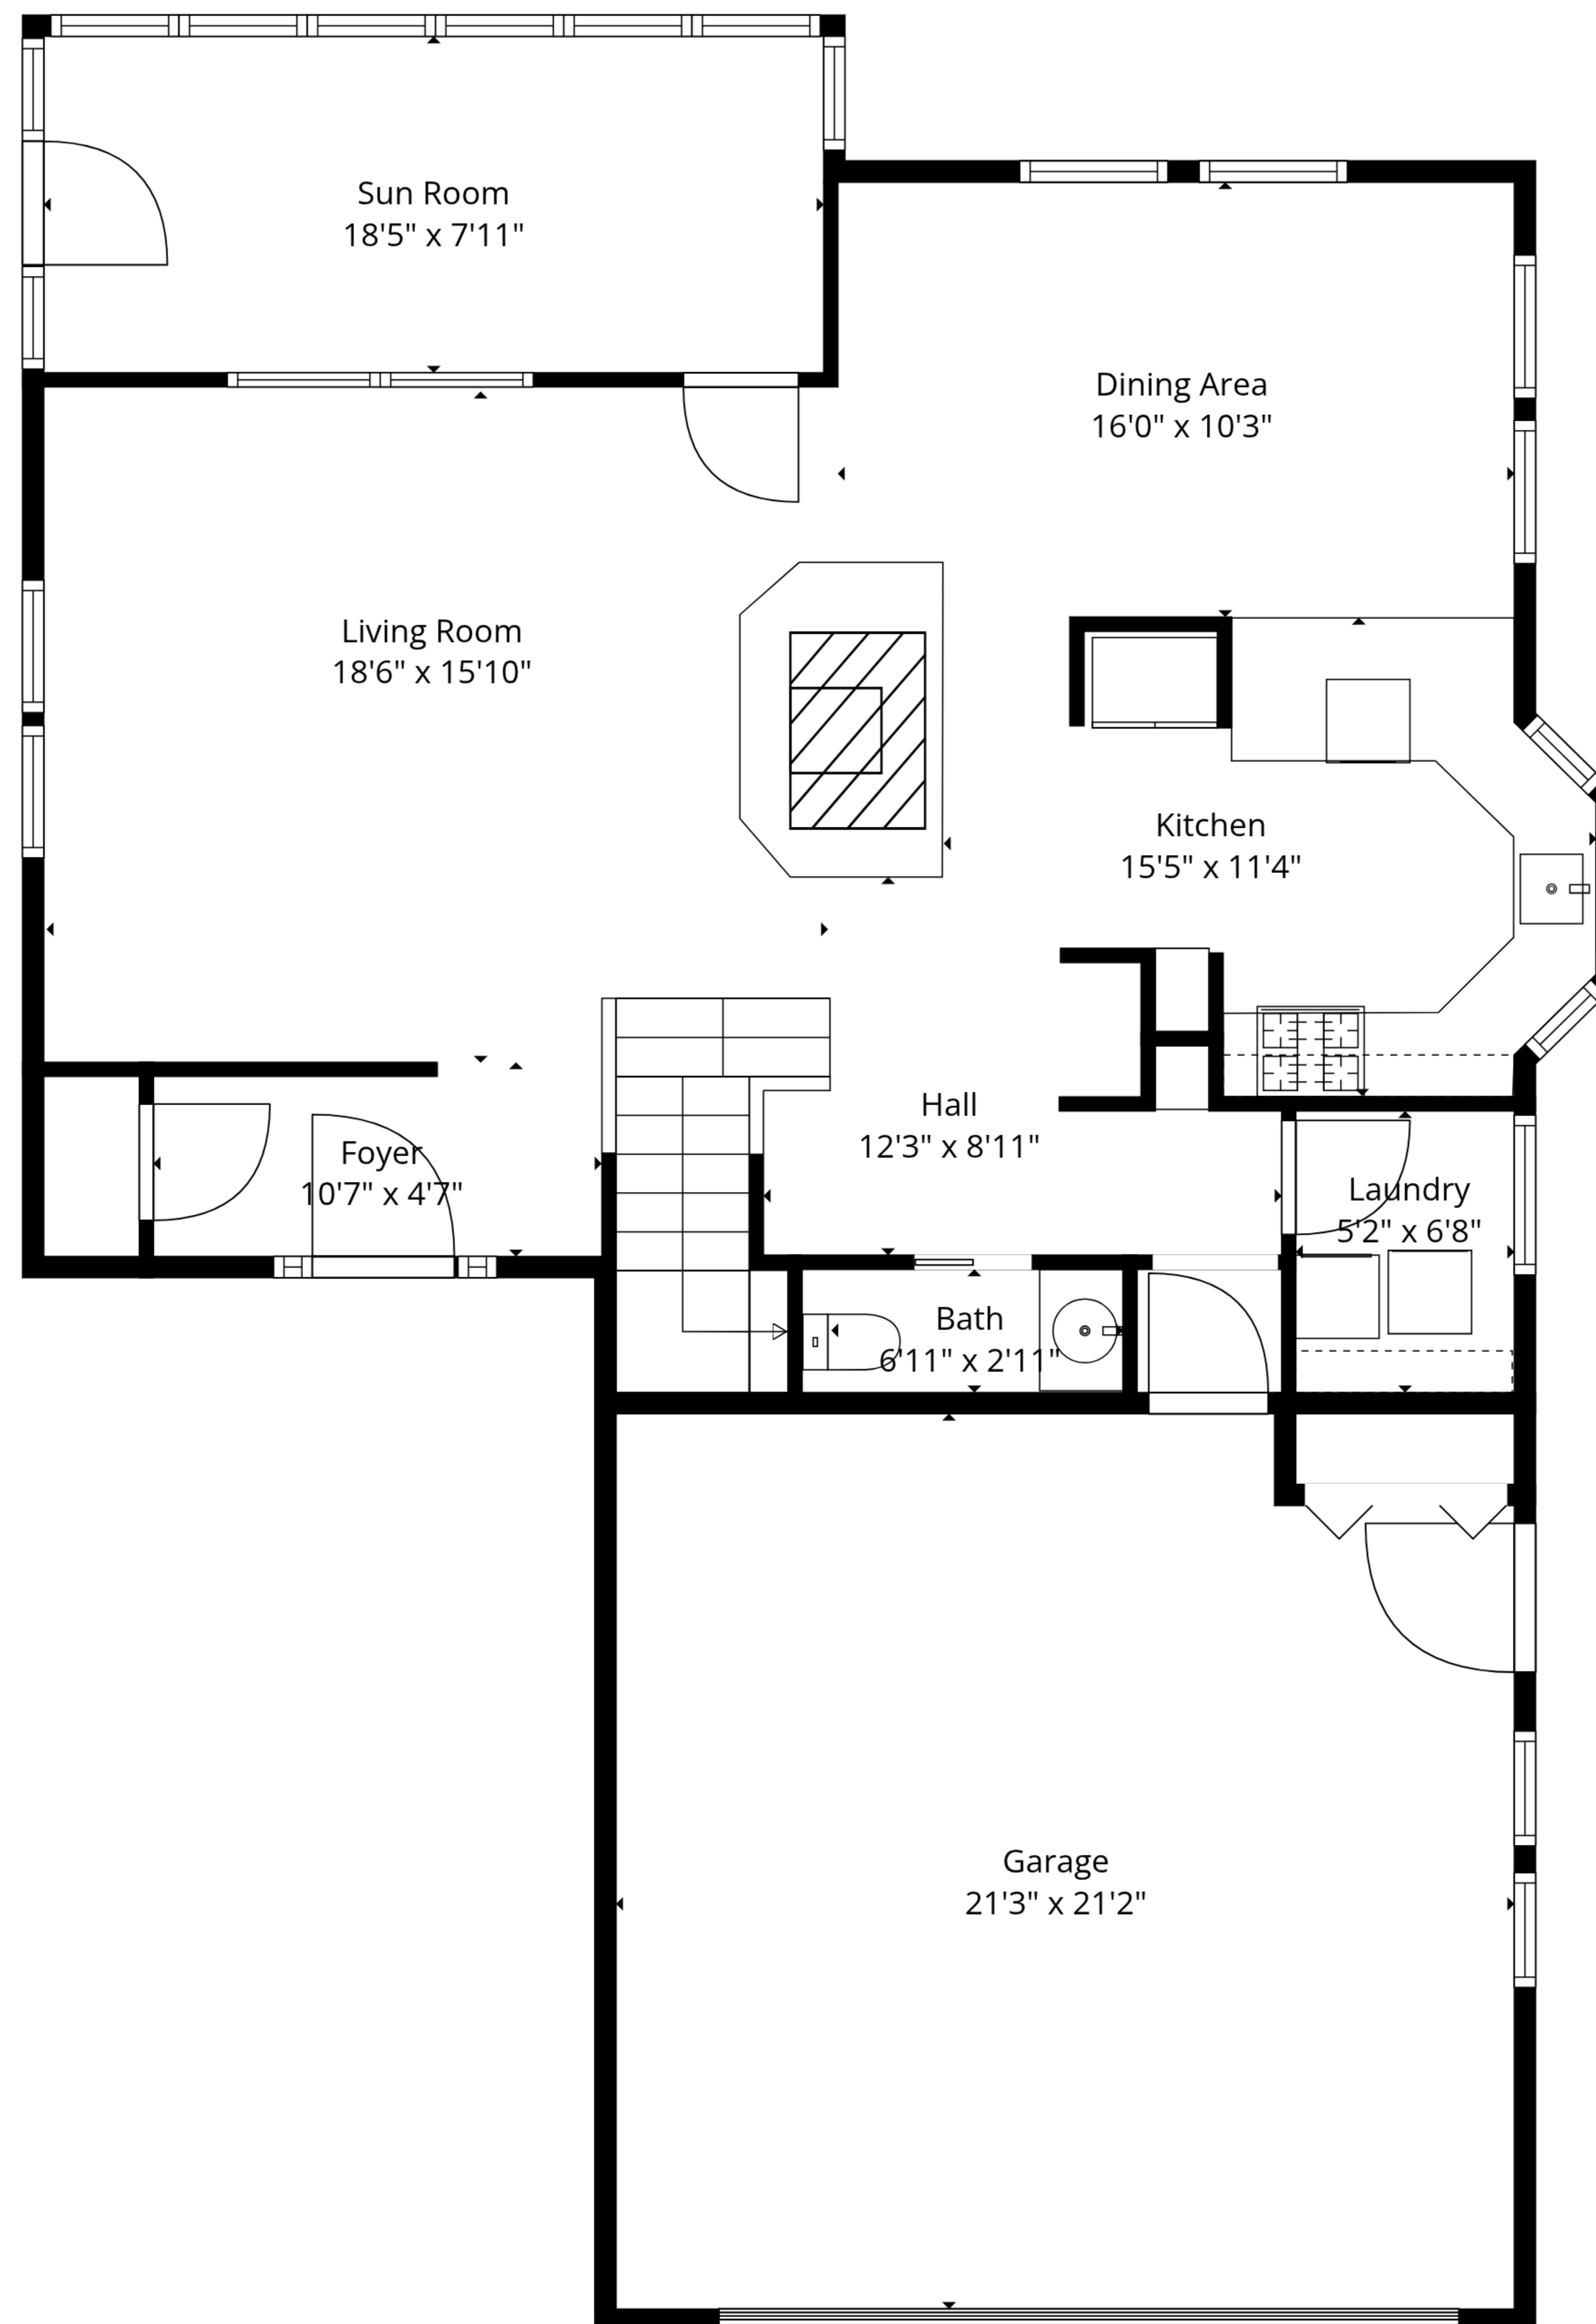 Sun Room
18'5" x 7'11"
Dining Area
16'0" x 10'3"
Living Room
18'6" x 15'10"
Kitchen
15'5" x 11'4"
Hall
12'3" x 8'11"
Foyer
10'7" x 4'7"
Laundry
5'2" x 6'8"
Bath
6'11" x 2'11"
Garage
21'3" x 21'2"